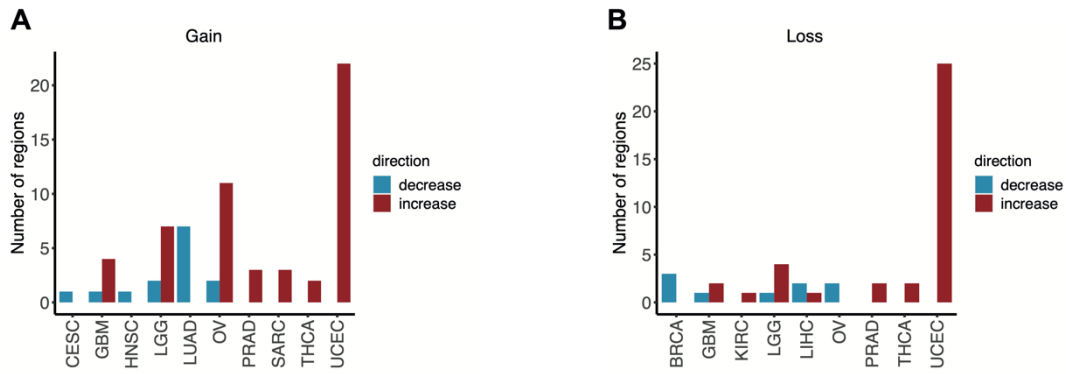 A
Gain
Number of regions
20
15
10
5
0
CESC
GBM
HNSC
LGG
LUAD
OV
PRAD
SARC
THCA
UCEC
direction
decrease
increase
B
Loss
Number of regions
25
20
15
10
5
0
BRCA
GBM
KIRC
LGG
LIHC
OV
PRAD
THCA
UCEC
direction
decrease
increase